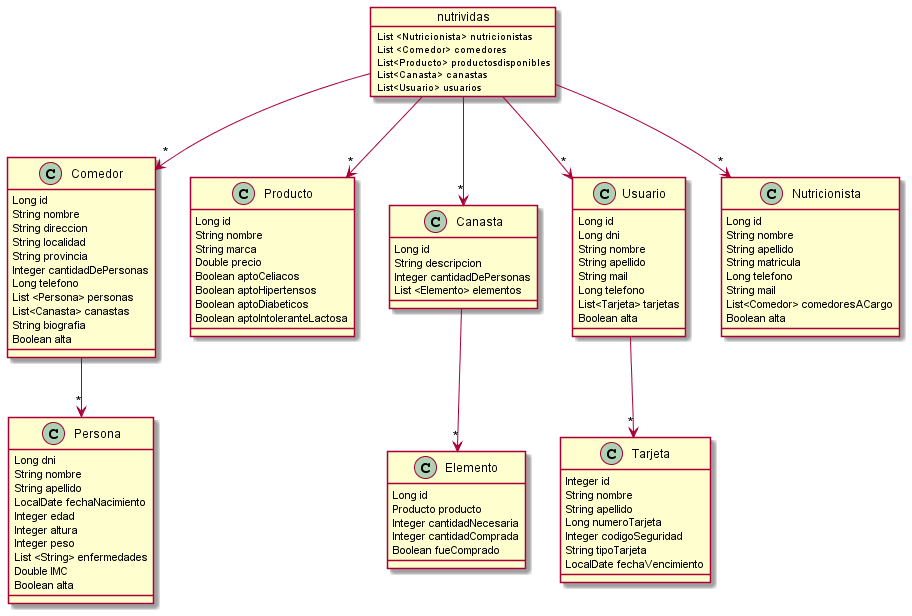 nutrividas
List <Nutricionista> nutricionistas
List <Comedor> comedores
List<Producto> productosdisponibles
List<Canasta> canastas
List<Usuario> usuarios
*
*
*
*
*
C Comedor
Long id
String nombre
String direccion
String localidad
String provincia
Integer cantidadDePersonas
Long telefono
List <Persona> personas
List<Canasta> canastas
String biografia
Boolean alta
C Producto
Long id
String nombre
String marca
Double precio
Boolean aptoCeliacos
Boolean aptoHipertensos
Boolean aptoDiabeticos
Boolean aptoIntoleranteLactosa
C Canasta
Long id
String descripcion
Integer cantidadDePersonas
List <Elemento> elementos
C Usuario
Long id
Long dni
String nombre
String apellido
String mail
Long telefono
List<Tarjeta> tarjetas
Boolean alta
C Nutricionista
Long id
String nombre
String apellido
String matricula
Long telefono
String mail
List<Comedor> comedoresACargo
Boolean alta
*
*
*
C Persona
Long dni
String nombre
String apellido
LocalDate fechaNacimiento
Integer edad
Integer altura
Integer peso
List <String> enfermedades
Double IMC
Boolean alta
C Elemento
Long id
Producto producto
Integer cantidadNecesaria
Integer cantidadComprada
Boolean fueComprado
C Tarjeta
Integer id
String nombre
String apellido
Long numeroTarjeta
Integer codigoSeguridad
String tipoTarjeta
LocalDate fechaVencimiento